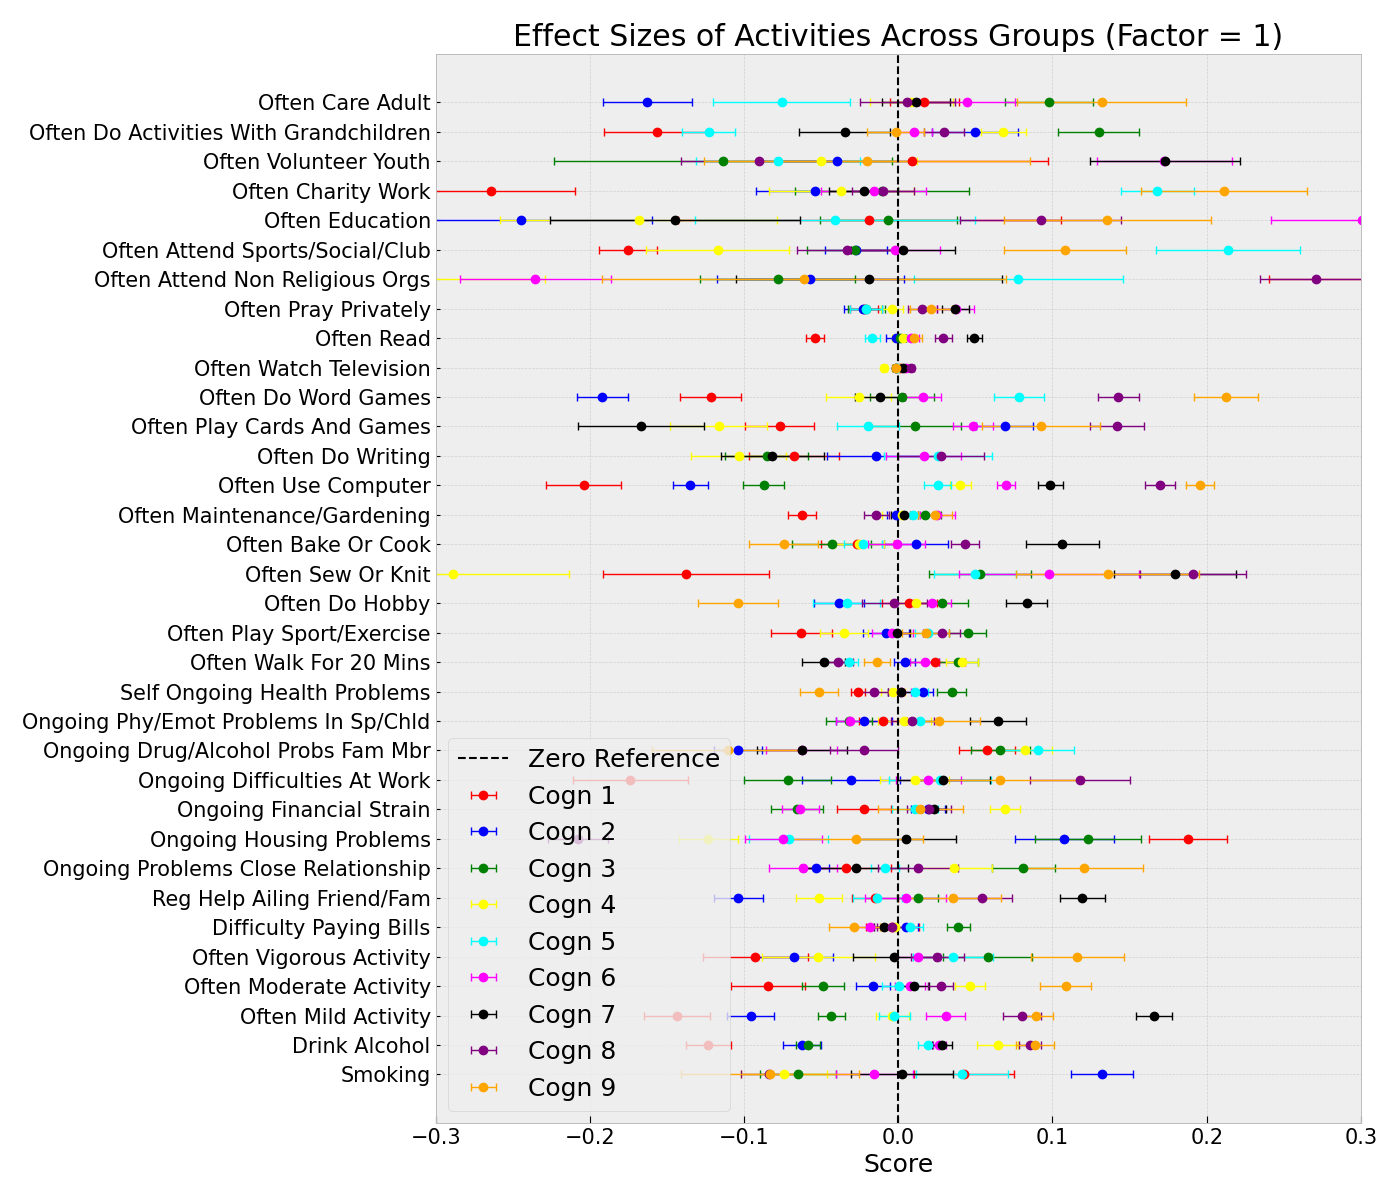 Effect Sizes of Activities Across Groups (Factor = 1)
Often Care Adult
Often Do Activities With Grandchildren
Often Volunteer Youth
Often Charity Work
Often Education
Often Attend Sports/Social/Club
Often Attend Non Religious Orgs
Often Pray Privately
Often Read
Often Watch Television
Often Do Word Games
Often Play Cards And Games
Often Do Writing
Often Use Computer
Often Maintenance/Gardening
Often Bake Or Cook
Often Sew Or Knit
Often Do Hobby
Often Play Sport/Exercise
Often Walk For 20 Mins
Self Ongoing Health Problems
Ongoing Phy/Emot Problems In Sp/Chld
Ongoing Drug/Alcohol Probs Fam Mbr
Ongoing Difficulties At Work
Ongoing Financial Strain
Ongoing Housing Problems
Ongoing Problems Close Relationship
Reg Help Ailing Friend/Fam
Difficulty Paying Bills
Often Vigorous Activity
Often Moderate Activity
Often Mild Activity
Drink Alcohol
Smoking
Zero Reference
Cogn 1
Cogn 2
Cogn 3
Cogn 4
Cogn 5
Cogn 6
Cogn 7
Cogn 8
Cogn 9
−0.3 −0.2 −0.1 0.0 0.1 0.2 0.3
Score